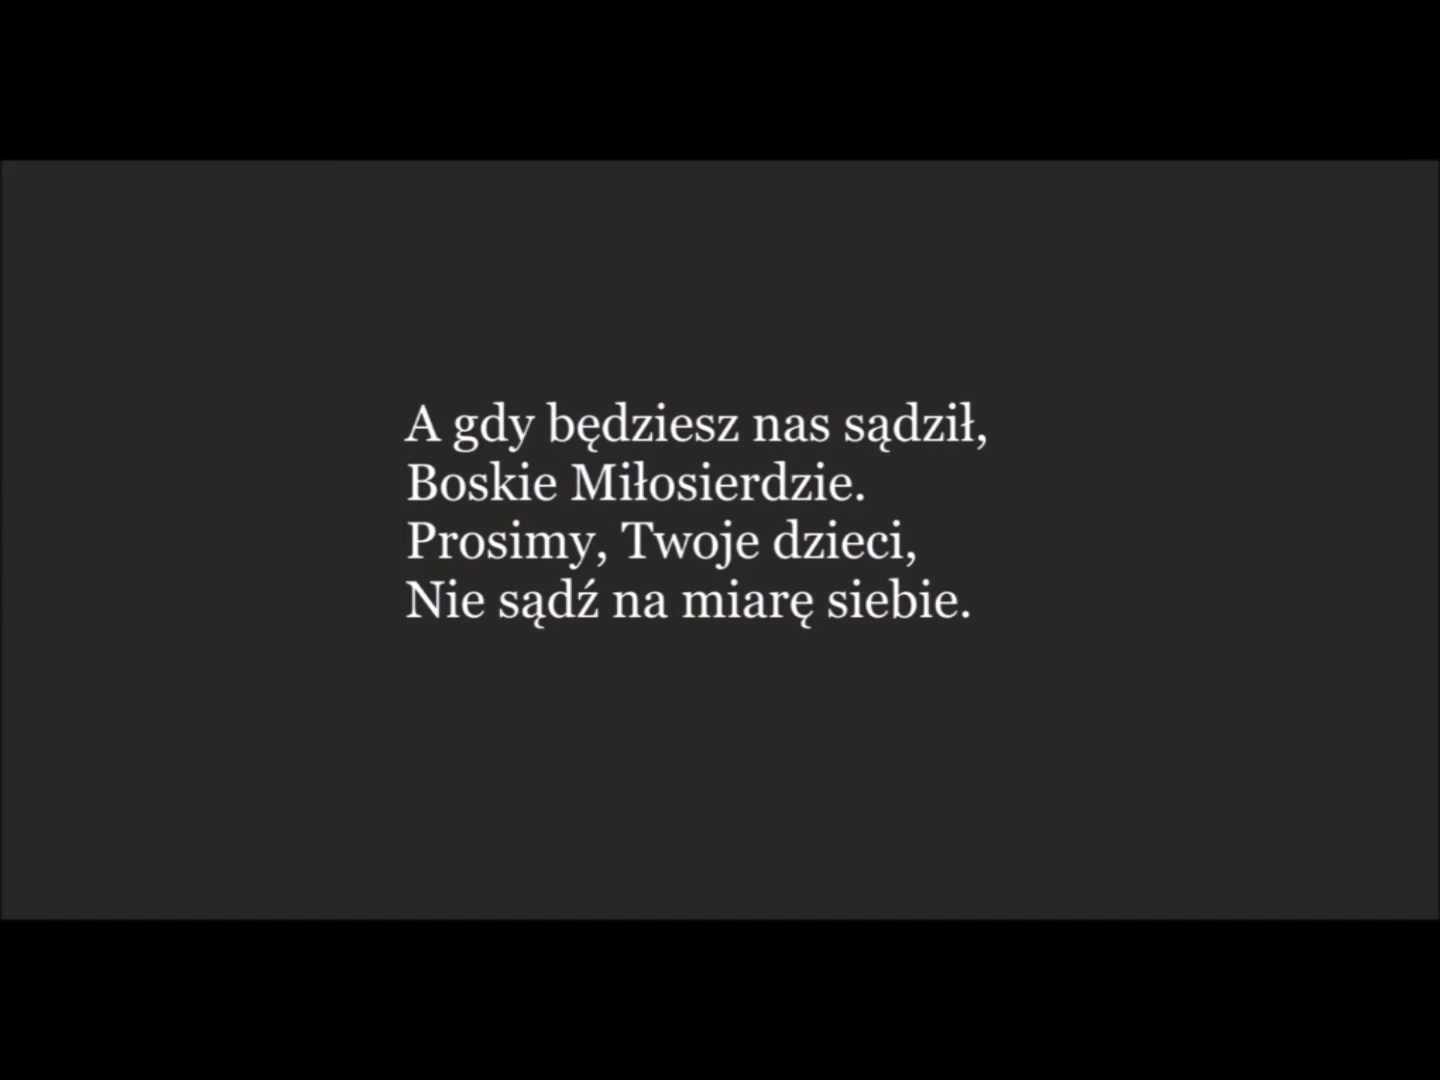 A gdy będziesz nas sądził,
Boskie Miłosierdzie.
Prosimy, Twoje dzieci,
Nie sądź na miarę siebie.